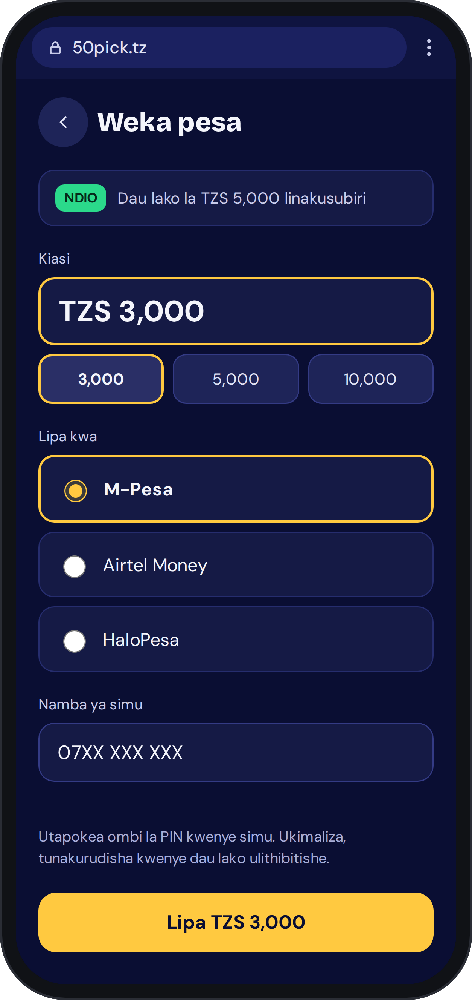 50pick.tz
Weka pesa
NDIO Dau lako la TZS 5,000 linakusubiri
Kiasi
TZS 3,000
3,000 5,000 10,000
Lipa kwa
M-Pesa
Airtel Money
HaloPesa
Namba ya simu
07XX XXX XXX
Utapokea ombi la PIN kwenye simu. Ukimaliza,
tunakurudisha kwenye dau lako ulithibitishe.
Lipa TZS 3,000